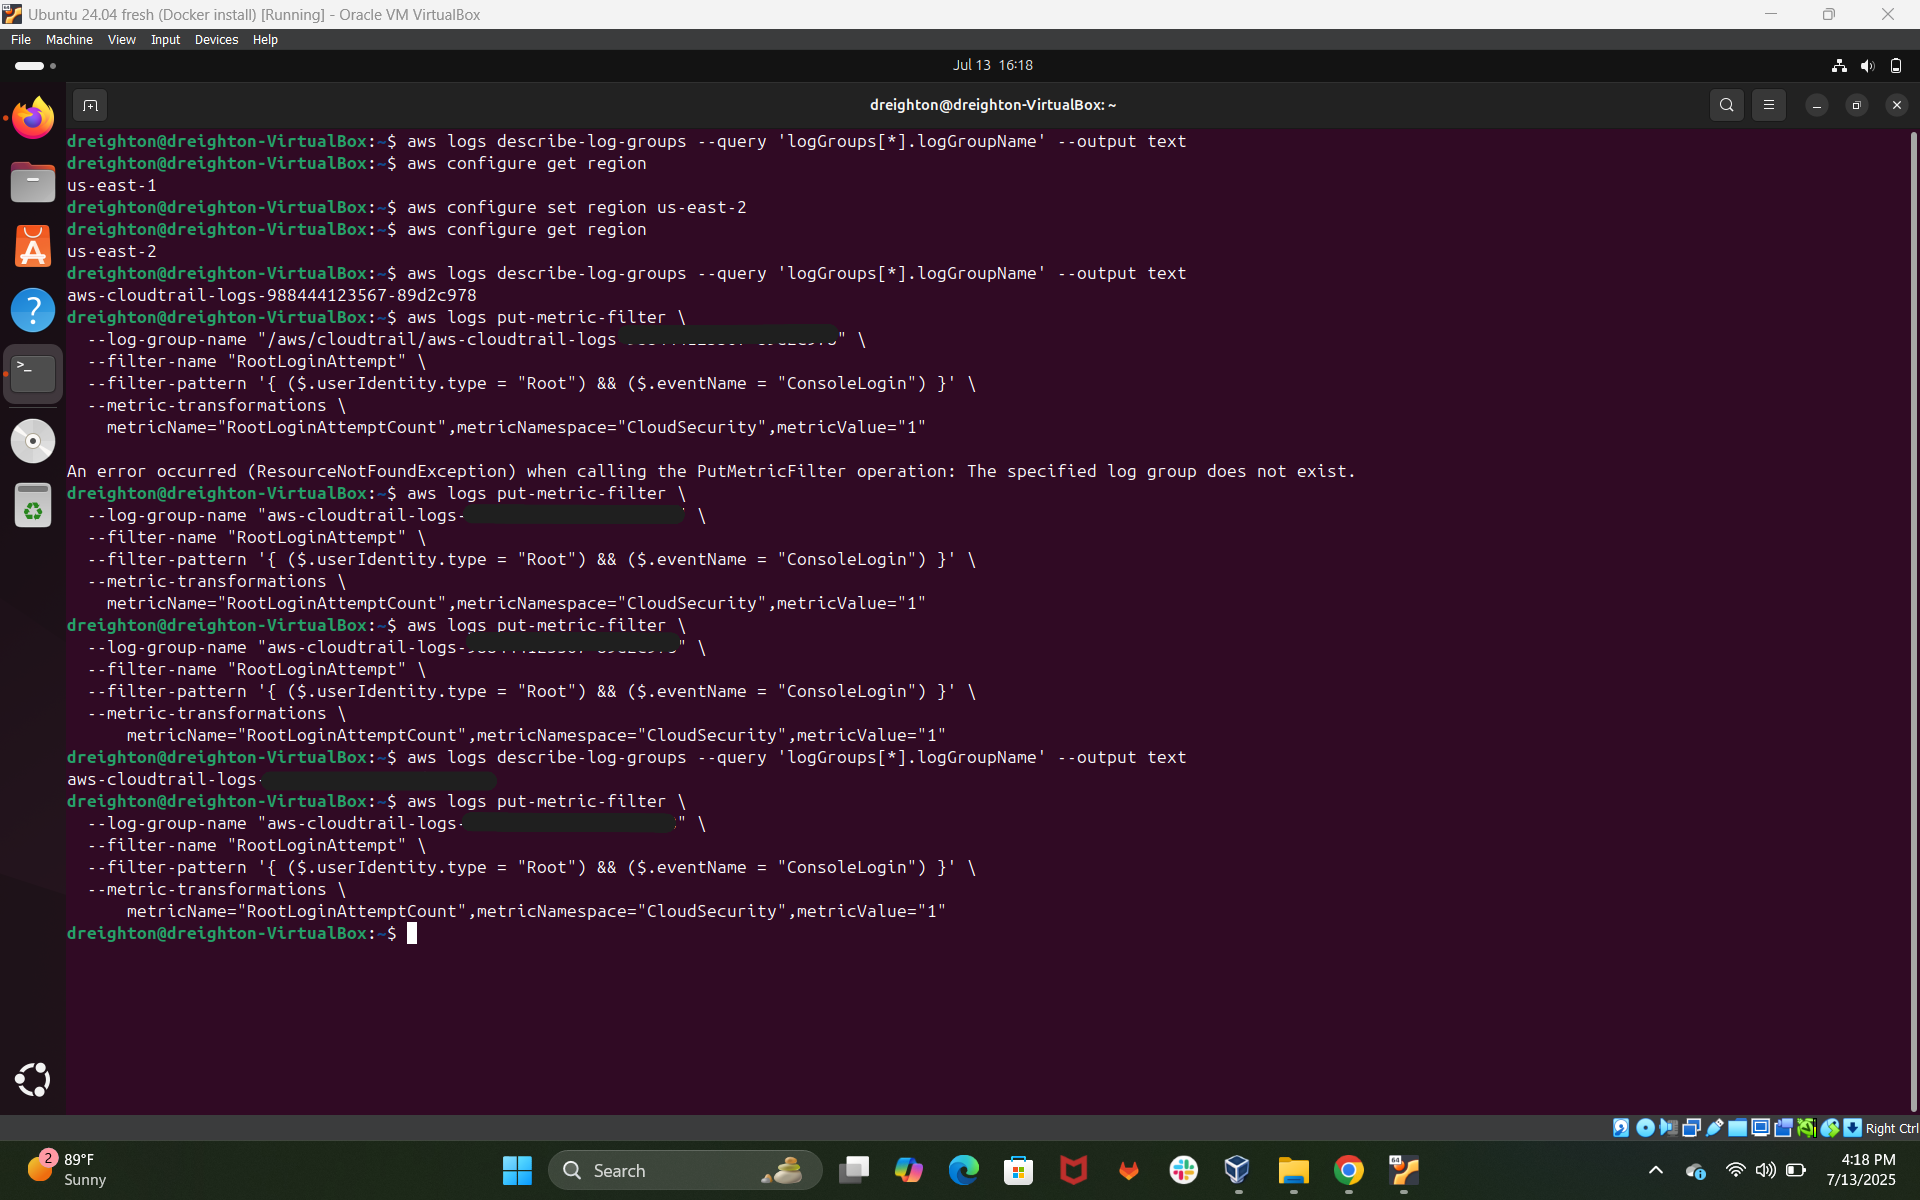 Ubuntu 24.04 fresh (Docker install) [Running] - Oracle VM VirtualBox
File Machine View Input Devices Help
Jul 13 16:18
dreighton@dreighton-VirtualBox: ~
dreighton@dreighton-VirtualBox:~$ aws logs describe-log-groups --query 'logGroups[*].logGroupName' --output text
dreighton@dreighton-VirtualBox:~$ aws configure get region
us-east-1
dreighton@dreighton-VirtualBox:~$ aws configure set region us-east-2
dreighton@dreighton-VirtualBox:~$ aws configure get region
us-east-2
dreighton@dreighton-VirtualBox:~$ aws logs describe-log-groups --query 'logGroups[*].logGroupName' --output text
aws-cloudtrail-logs-988444123567-89d2c978
dreighton@dreighton-VirtualBox:~$ aws logs put-metric-filter \
--log-group-name "/aws/cloudtrail/aws-cloudtrail-logs" \
--filter-name "RootLoginAttempt" \
--filter-pattern '{ ($.userIdentity.type = "Root") && ($.eventName = "ConsoleLogin") }' \
--metric-transformations \
metricName="RootLoginAttemptCount",metricNamespace="CloudSecurity",metricValue="1"
An error occurred (ResourceNotFoundException) when calling the PutMetricFilter operation: The specified log group does not exist.
dreighton@dreighton-VirtualBox:~$ aws logs put-metric-filter \
--log-group-name "aws-cloudtrail-logs- \
--filter-name "RootLoginAttempt" \
--filter-pattern '{ ($.userIdentity.type = "Root") && ($.eventName = "ConsoleLogin") }' \
--metric-transformations \
metricName="RootLoginAttemptCount",metricNamespace="CloudSecurity",metricValue="1"
dreighton@dreighton-VirtualBox:~$ aws logs put-metric-filter \
--log-group-name "aws-cloudtrail-logs-" \
--filter-name "RootLoginAttempt" \
--filter-pattern '{ ($.userIdentity.type = "Root") && ($.eventName = "ConsoleLogin") }' \
--metric-transformations \
metricName="RootLoginAttemptCount",metricNamespace="CloudSecurity",metricValue="1"
dreighton@dreighton-VirtualBox:~$ aws logs describe-log-groups --query 'logGroups[*].logGroupName' --output text
aws-cloudtrail-logs-
dreighton@dreighton-VirtualBox:~$ aws logs put-metric-filter \
--log-group-name "aws-cloudtrail-logs-" \
--filter-name "RootLoginAttempt" \
--filter-pattern '{ ($.userIdentity.type = "Root") && ($.eventName = "ConsoleLogin") }' \
--metric-transformations \
metricName="RootLoginAttemptCount",metricNamespace="CloudSecurity",metricValue="1"
dreighton@dreighton-VirtualBox:~$
Right Ctrl
2
89°F
Sunny
Search
64
4:18 PM
7/13/2025